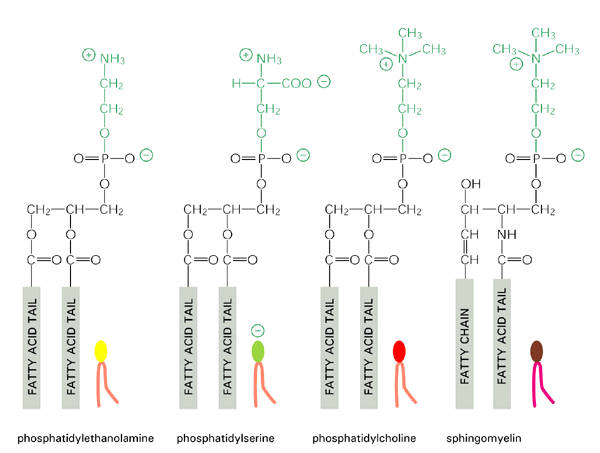 ⊕ NH₃
CH₂
CH₂
O
O=P—O ⊖
O
CH₂—CH—CH₂
O O
C=O C=O
FATTY ACID TAIL
FATTY ACID TAIL
phosphatidylethanolamine
⊕ NH₃
H—C—COO ⊖
CH₂
O
O=P—O ⊖
O
CH₂—CH—CH₂
O O
C=O C=O
FATTY ACID TAIL
FATTY ACID TAIL
⊖
phosphatidylserine
CH₃
CH₃ N CH₃
⊕
CH₂
CH₂
O
O=P—O ⊖
O
CH₂—CH—CH₂
O O
C=O C=O
FATTY ACID TAIL
FATTY ACID TAIL
phosphatidylcholine
CH₃
CH₃ N CH₃
⊕
CH₂
CH₂
O
O=P—O ⊖
O
OH
C—CH—CH₂
CH NH
CH C=O
FATTY CHAIN
FATTY ACID TAIL
sphingomyelin